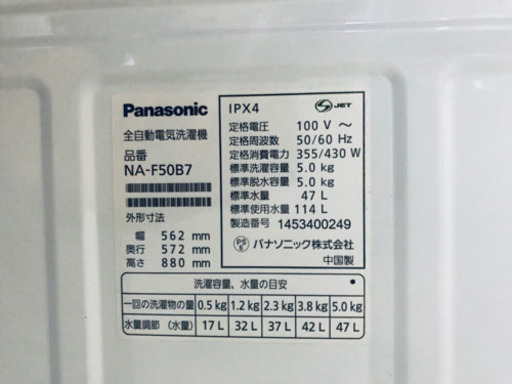 Panasonic
全自動電気洗濯機
品番
NA-F50B7
外形寸法
幅 562 mm
奥行 572 mm
高さ 880 mm
IPX4
S JET
定格電圧 100 V ～
定格周波数 50/60 Hz
定格消費電力 355/430 W
標準洗濯容量 5.0 kg
標準脱水容量 5.0 kg
標準水量 47 L
標準使用水量 114 L
製造番号 1453400249
PSE パナソニック株式会社
中国製
洗濯容量、水量の目安
一回の洗濯物の量 0.5 kg 1.2 kg 2.3 kg 3.8 kg 5.0 kg
水量調節（水量） 17 L 32 L 37 L 42 L 47 L